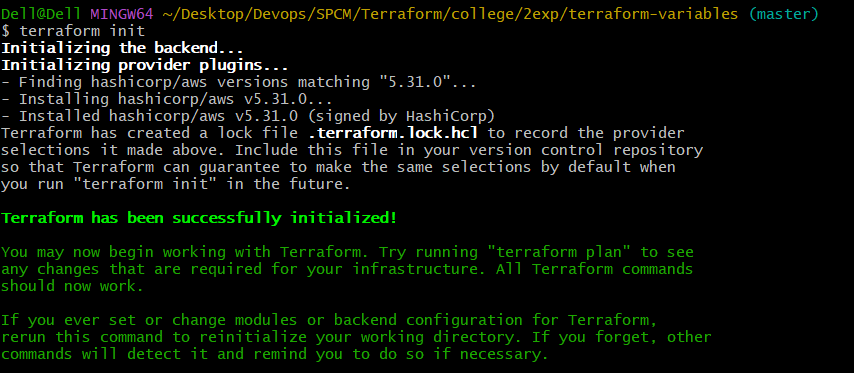 Dell@Dell MINGW64 ~/Desktop/Devops/SPCM/Terraform/college/2exp/terraform-variables (master)
$ terraform init
Initializing the backend...
Initializing provider plugins...
- Finding hashicorp/aws versions matching "5.31.0"...
- Installing hashicorp/aws v5.31.0...
- Installed hashicorp/aws v5.31.0 (signed by HashiCorp)
Terraform has created a lock file .terraform.lock.hcl to record the provider
selections it made above. Include this file in your version control repository
so that Terraform can guarantee to make the same selections by default when
you run "terraform init" in the future.
Terraform has been successfully initialized!
You may now begin working with Terraform. Try running "terraform plan" to see
any changes that are required for your infrastructure. All Terraform commands
should now work.
If you ever set or change modules or backend configuration for Terraform,
rerun this command to reinitialize your working directory. If you forget, other
commands will detect it and remind you to do so if necessary.